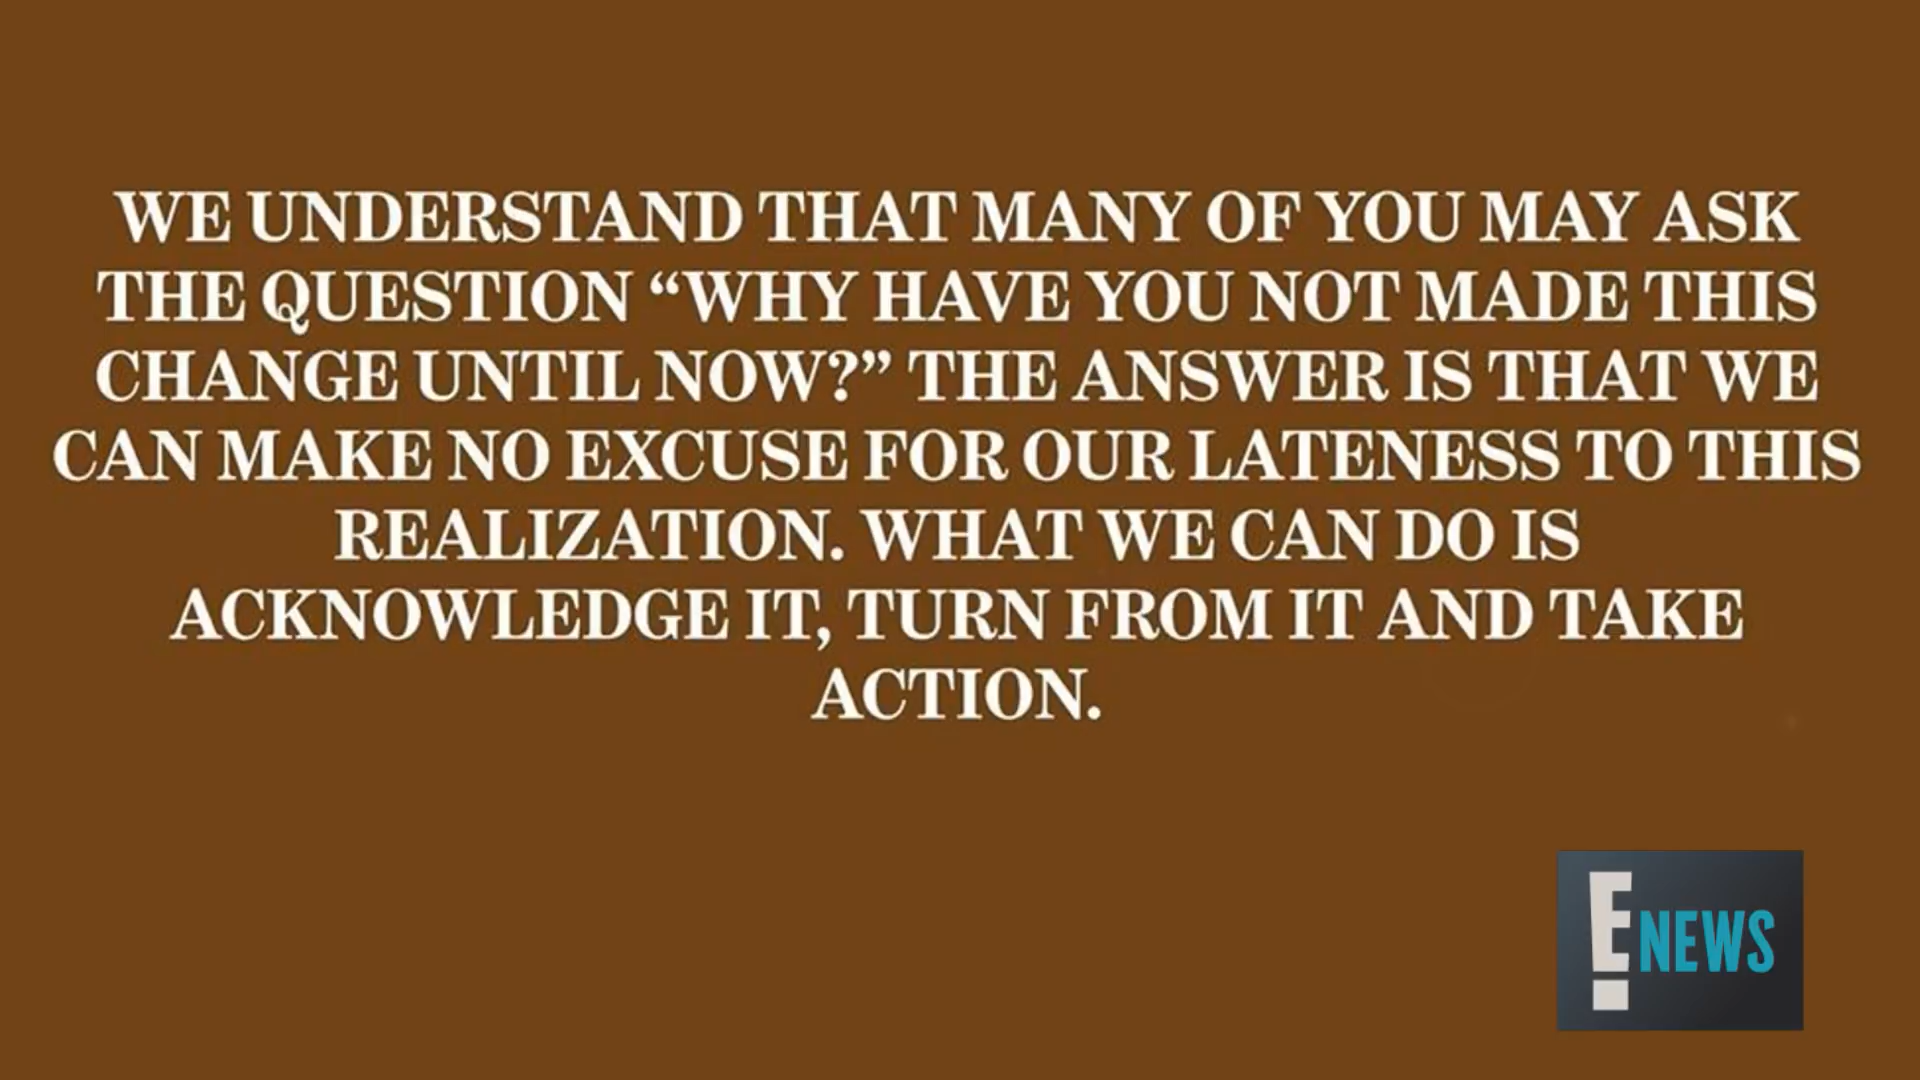 WE UNDERSTAND THAT MANY OF YOU MAY ASK
THE QUESTION “WHY HAVE YOU NOT MADE THIS
CHANGE UNTIL NOW?” THE ANSWER IS THAT WE
CAN MAKE NO EXCUSE FOR OUR LATENESS TO THIS
REALIZATION. WHAT WE CAN DO IS
ACKNOWLEDGE IT, TURN FROM IT AND TAKE
ACTION.
E! NEWS